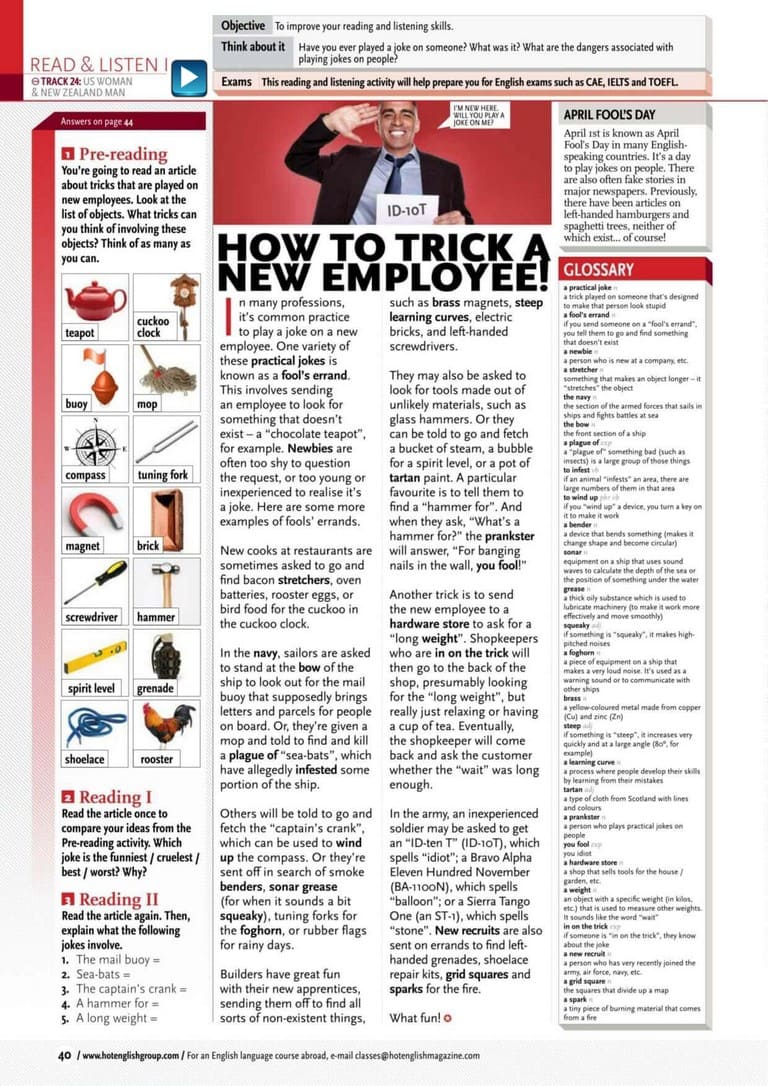 READ & LISTEN I
TRACK 24: US WOMAN
& NEW ZEALAND MAN
Objective To improve your reading and listening skills.
Think about it Have you ever played a joke on someone? What was it? What are the dangers associated with
playing jokes on people?
Exams This reading and listening activity will help prepare you for English exams such as CAE, IELTS and TOEFL.
Answers on page 44
1 Pre-reading
You're going to read an article
about tricks that are played on
new employees. Look at the
list of objects. What tricks can
you think of involving these
objects? Think of as many as
you can.
teapot
cuckoo
clock
buoy
mop
W
E
compass
tuning fork
magnet
brick
screwdriver
hammer
spirit level
grenade
shoelace
rooster
2 Reading I
Read the article once to
compare your ideas from the
Pre-reading activity. Which
joke is the funniest / cruelest /
best / worst? Why?
3 Reading II
Read the article again. Then,
explain what the following
jokes involve.
1. The mail buoy =
2. Sea-bats =
3. The captain's crank =
4. A hammer for =
5. A long weight =
I'M NEW HERE.
WILL YOU PLAY A
JOKE ON ME?
ID-10T
HOW TO TRICK A
NEW EMPLOYEE!
In many professions,
it's common practice
to play a joke on a new
employee. One variety of
these practical jokes is
known as a fool's errand.
This involves sending
an employee to look for
something that doesn't
exist – a "chocolate teapot",
for example. Newbies are
often too shy to question
the request, or too young or
inexperienced to realise it's
a joke. Here are some more
examples of fools' errands.
New cooks at restaurants are
sometimes asked to go and
find bacon stretchers, oven
batteries, rooster eggs, or
bird food for the cuckoo in
the cuckoo clock.
In the navy, sailors are asked
to stand at the bow of the
ship to look out for the mail
buoy that supposedly brings
letters and parcels for people
on board. Or, they're given a
mop and told to find and kill
a plague of "sea-bats", which
have allegedly infested some
portion of the ship.
Others will be told to go and
fetch the "captain's crank",
which can be used to wind
up the compass. Or they're
sent off in search of smoke
benders, sonar grease
(for when it sounds a bit
squeaky), tuning forks for
the foghorn, or rubber flags
for rainy days.
Builders have great fun
with their new apprentices,
sending them off to find all
sorts of non-existent things,
such as brass magnets, steep
learning curves, electric
bricks, and left-handed
screwdrivers.
They may also be asked to
look for tools made out of
unlikely materials, such as
glass hammers. Or they
can be told to go and fetch
a bucket of steam, a bubble
for a spirit level, or a pot of
tartan paint. A particular
favourite is to tell them to
find a "hammer for". And
when they ask, "What's a
hammer for?" the prankster
will answer, "For banging
nails in the wall, you fool!"
Another trick is to send
the new employee to a
hardware store to ask for a
"long weight". Shopkeepers
who are in on the trick will
then go to the back of the
shop, presumably looking
for the "long weight", but
really just relaxing or having
a cup of tea. Eventually,
the shopkeeper will come
back and ask the customer
whether the "wait" was long
enough.
In the army, an inexperienced
soldier may be asked to get
an "ID-ten T" (ID-10T), which
spells "idiot"; a Bravo Alpha
Eleven Hundred November
(BA-1100N), which spells
"balloon"; or a Sierra Tango
One (an ST-1), which spells
"stone". New recruits are also
sent on errands to find left-
handed grenades, shoelace
repair kits, grid squares and
sparks for the fire.
What fun!
APRIL FOOL'S DAY
April 1st is known as April
Fool's Day in many English-
speaking countries. It's a day
to play jokes on people. There
are also often fake stories in
major newspapers. Previously,
there have been articles on
left-handed hamburgers and
spaghetti trees, neither of
which exist... of course!
GLOSSARY
a practical joke n
a trick played on someone that's designed
to make that person look stupid
a fool's errand n
if you send someone on a "fool's errand",
you tell them to go and find something
that doesn't exist
a newbie n
a person who is new at a company, etc.
a stretcher n
something that makes an object longer – it
"stretches" the object
the navy n
the section of the armed forces that sails in
ships and fights battles at sea
the bow n
the front section of a ship
a plague of exp
a "plague of" something bad (such as
insects) is a large group of those things
to infest vb
if an animal "infests" an area, there are
large numbers of them in that area
to wind up phr vb
if you "wind up" a device, you turn a key on
it to make it work
a bender n
a device that bends something (makes it
change shape and become circular)
sonar n
equipment on a ship that uses sound
waves to calculate the depth of the sea or
the position of something under the water
grease n
a thick oily substance which is used to
lubricate machinery (to make it work more
effectively and move smoothly)
squeaky adj
if something is "squeaky", it makes high-
pitched noises
a foghorn n
a piece of equipment on a ship that
makes a very loud noise. It's used as a
warning sound or to communicate with
other ships
brass n
a yellow-coloured metal made from copper
(Cu) and zinc (Zn)
steep adj
if something is "steep", it increases very
quickly and at a large angle (80º, for
example)
a learning curve n
a process where people develop their skills
by learning from their mistakes
tartan adj
a type of cloth from Scotland with lines
and colours
a prankster n
a person who plays practical jokes on
people
you fool exp
you idiot
a hardware store n
a shop that sells tools for the house /
garden, etc.
a weight n
an object with a specific weight (in kilos,
etc.) that is used to measure other weights.
It sounds like the word "wait"
in on the trick exp
if someone is "in on the trick", they know
about the joke
a new recruit n
a person who has very recently joined the
army, air force, navy, etc.
a grid square n
the squares that divide up a map
a spark n
a tiny piece of burning material that comes
from a fire
40 / www.hotenglishgroup.com / For an English language course abroad, e-mail classes@hotenglishmagazine.com